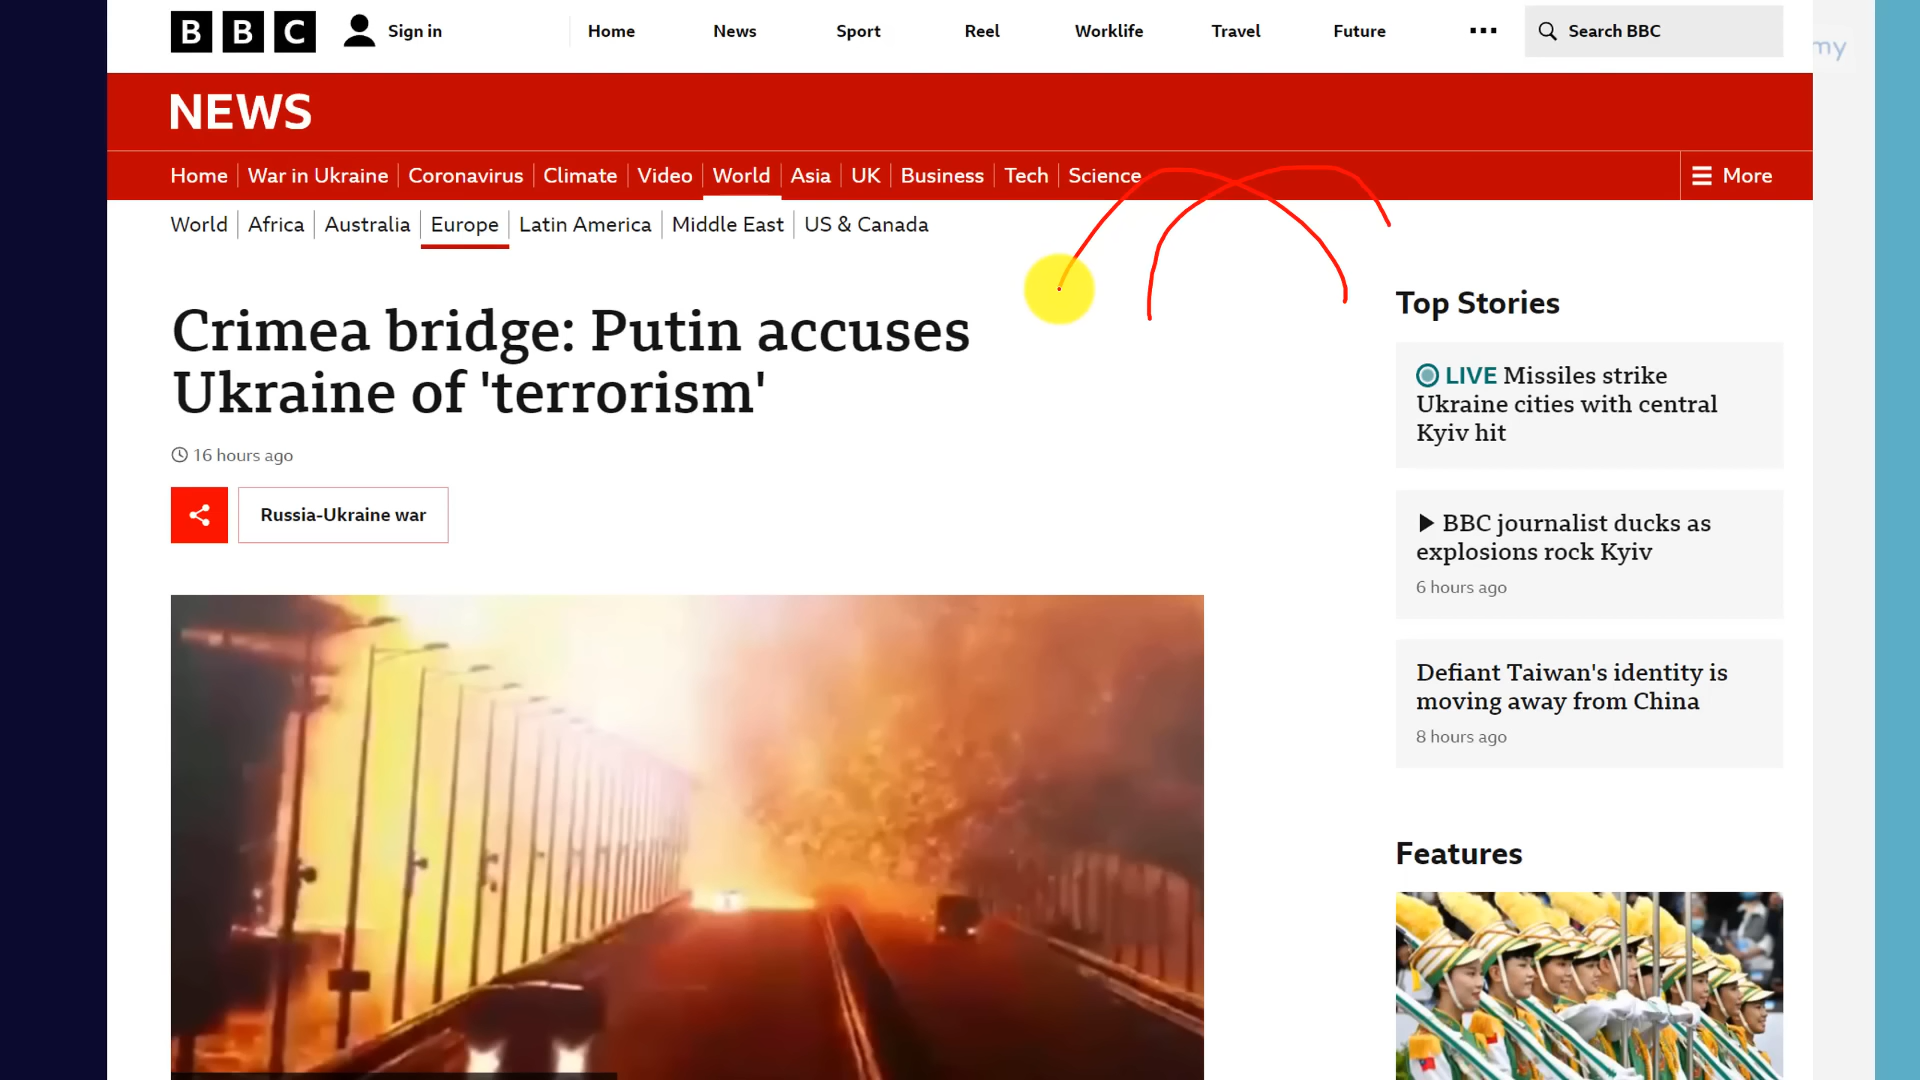 BBC
Sign in
Home
News
Sport
Reel
Worklife
Travel
Future
Search BBC
my
NEWS
Home
War in Ukraine
Coronavirus
Climate
Video
World
Asia
UK
Business
Tech
Science
More
World
Africa
Australia
Europe
Latin America
Middle East
US & Canada
Crimea bridge: Putin accuses
Ukraine of 'terrorism'
16 hours ago
Russia-Ukraine war
Top Stories
LIVE Missiles strike
Ukraine cities with central
Kyiv hit
BBC journalist ducks as
explosions rock Kyiv
6 hours ago
Defiant Taiwan's identity is
moving away from China
8 hours ago
Features